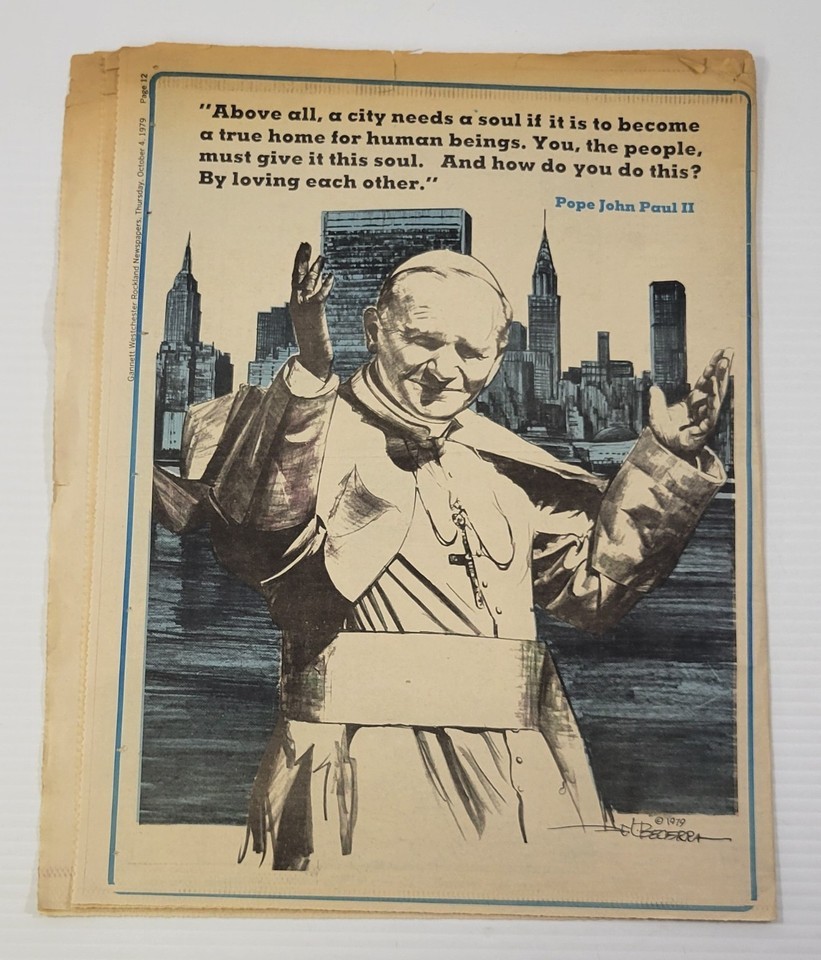 "Above all, a city needs a soul if it is to become
a true home for human beings. You, the people,
must give it this soul. And how do you do this?
By loving each other."
Pope John Paul II
Gannett Westchester Rockland Newspapers, Thursday, October 4, 1979 Page 12
© 1979
Del Becerra